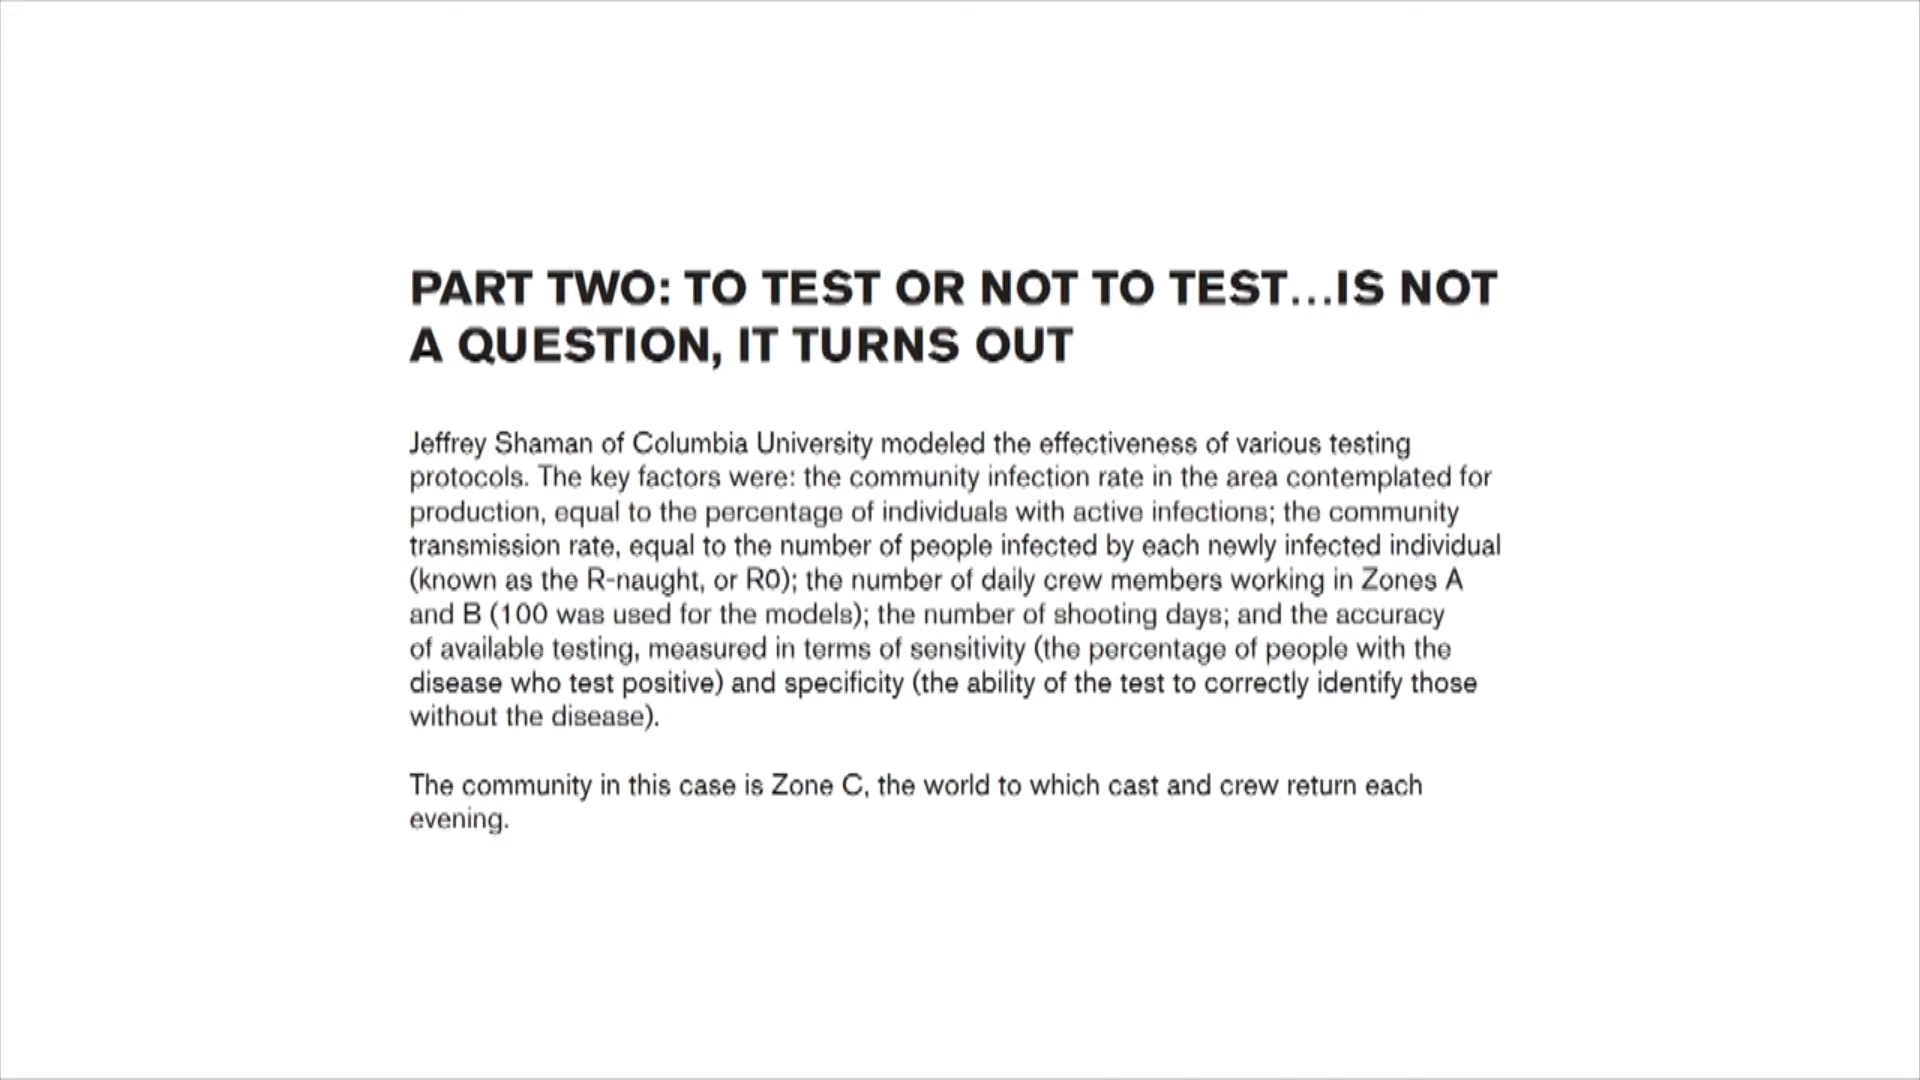 PART TWO: TO TEST OR NOT TO TEST...IS NOT
A QUESTION, IT TURNS OUT
Jeffrey Shaman of Columbia University modeled the effectiveness of various testing
protocols. The key factors were: the community infection rate in the area contemplated for
production, equal to the percentage of individuals with active infections; the community
transmission rate, equal to the number of people infected by each newly infected individual
(known as the R-naught, or R0); the number of daily crew members working in Zones A
and B (100 was used for the models); the number of shooting days; and the accuracy
of available testing, measured in terms of sensitivity (the percentage of people with the
disease who test positive) and specificity (the ability of the test to correctly identify those
without the disease).
The community in this case is Zone C, the world to which cast and crew return each
evening.